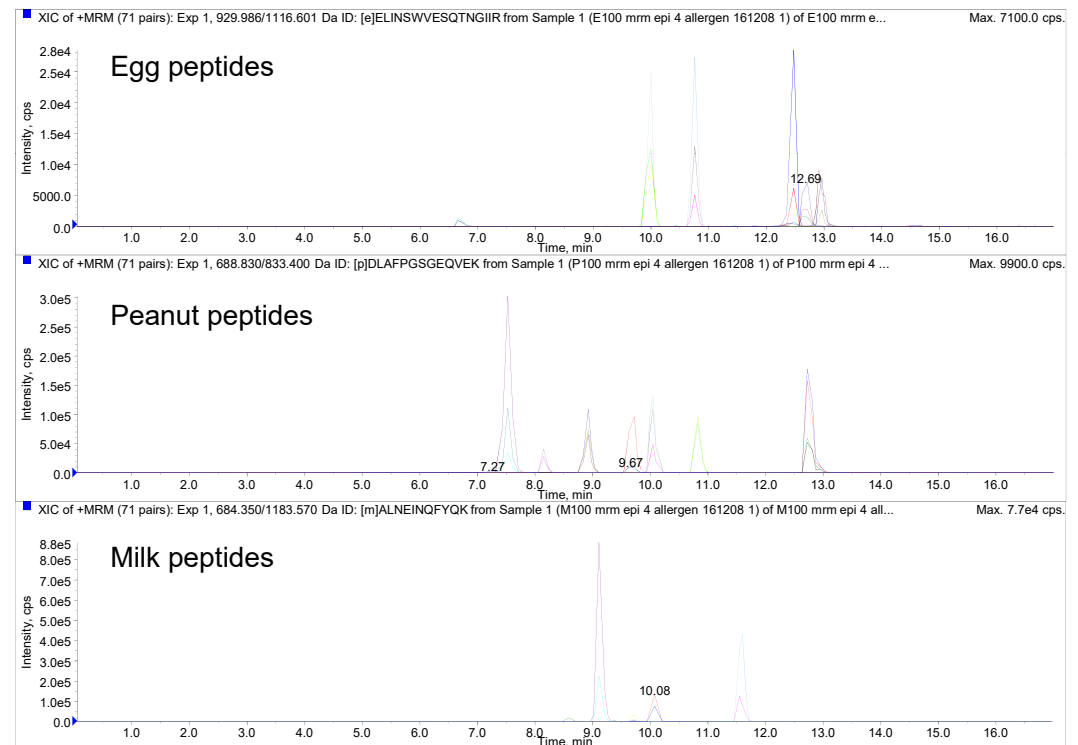 XIC of +MRM (71 pairs): Exp 1, 929.986/1116.601 Da ID: [e]ELINSWVESQTNGIIR from Sample 1 (E100 mrm epi 4 allergen 161208 1) of E100 mrm e... Max. 7100.0 cps.
Egg peptides
Intensity, cps
2.8e4
2.5e4
2.0e4
1.5e4
1.0e4
5000.0
0.0
12.69
1.0 2.0 3.0 4.0 5.0 6.0 7.0 8.0 9.0 10.0 11.0 12.0 13.0 14.0 15.0 16.0
Time, min
XIC of +MRM (71 pairs): Exp 1, 688.830/833.400 Da ID: [p]DLAFPGSGEQVEK from Sample 1 (P100 mrm epi 4 allergen 161208 1) of P100 mrm epi 4 ... Max. 9900.0 cps.
Peanut peptides
Intensity, cps
3.0e5
2.5e5
2.0e5
1.5e5
1.0e5
5.0e4
0.0
7.27 9.67
1.0 2.0 3.0 4.0 5.0 6.0 7.0 8.0 9.0 10.0 11.0 12.0 13.0 14.0 15.0 16.0
Time, min
XIC of +MRM (71 pairs): Exp 1, 684.350/1183.570 Da ID: [m]ALNEINQFYQK from Sample 1 (M100 mrm epi 4 allergen 161208 1) of M100 mrm epi 4 all... Max. 7.7e4 cps.
Milk peptides
Intensity, cps
8.8e5
8.0e5
7.0e5
6.0e5
5.0e5
4.0e5
3.0e5
2.0e5
1.0e5
0.0
10.08
1.0 2.0 3.0 4.0 5.0 6.0 7.0 8.0 9.0 10.0 11.0 12.0 13.0 14.0 15.0 16.0
Time, min